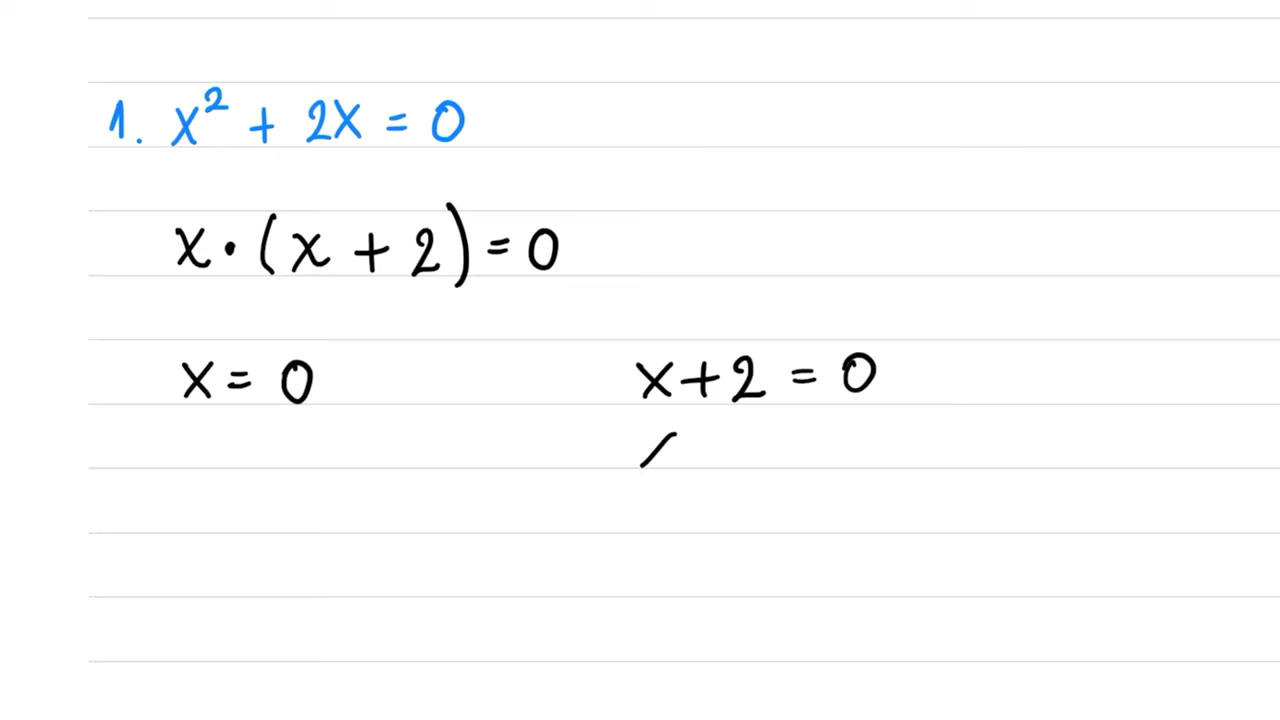 1. x² + 2x = 0
x · (x + 2) = 0
x = 0 x + 2 = 0